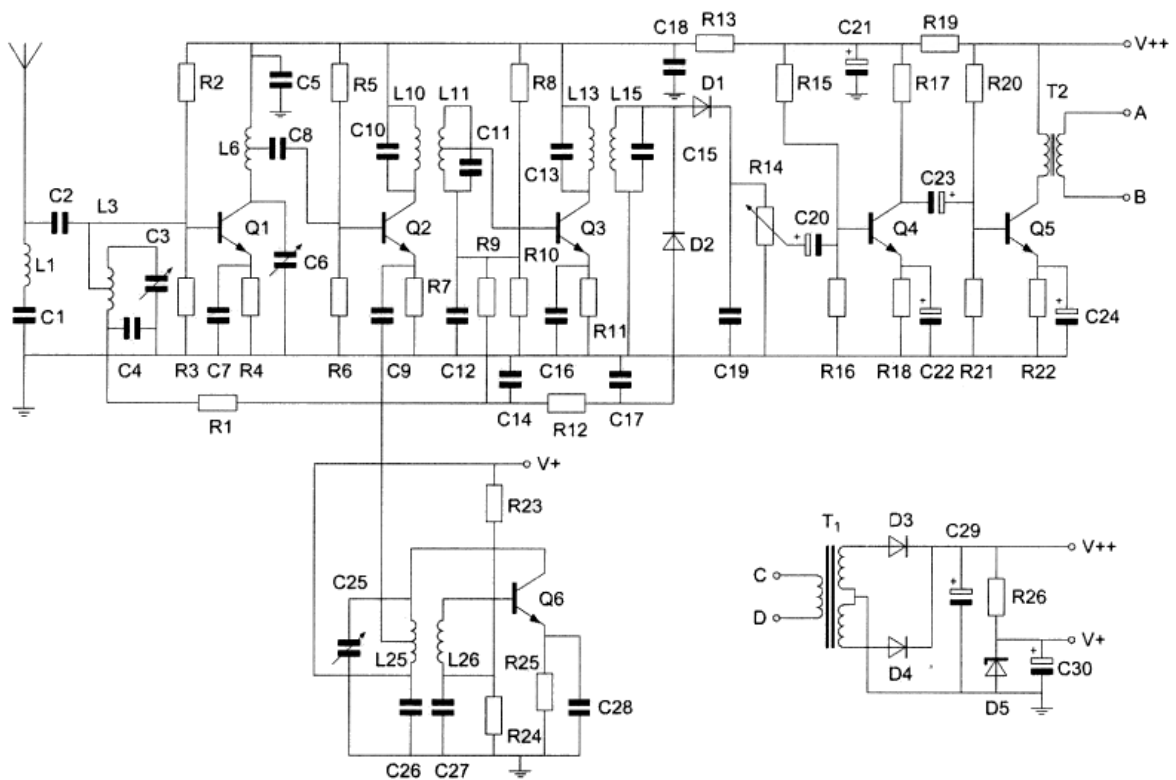 C18 R13 C21 R19
V++
R2 C5 R5 L10 L11 R8 L13 L15 D1 R15 R17 R20 T2
A
C8 C10 C11 C15
L6 C13 R14 C23 B
C2 L3 C20
C3 Q1 Q2 Q3 Q4 Q5
L1 C6 R9 R10 D2
R7
C1 R11 C24
C4 R3 C7 R4 R6 C9 C12 C16 C19 R16 R18 C22 R21 R22
R1 C14 R12 C17
V+
R23
T1 D3 C29
V++
C25 C
Q6 D R26
L25 L26 R25 V+
D4 C30
R24 C28 D5
C26 C27
+
+
+
+
+
+
+